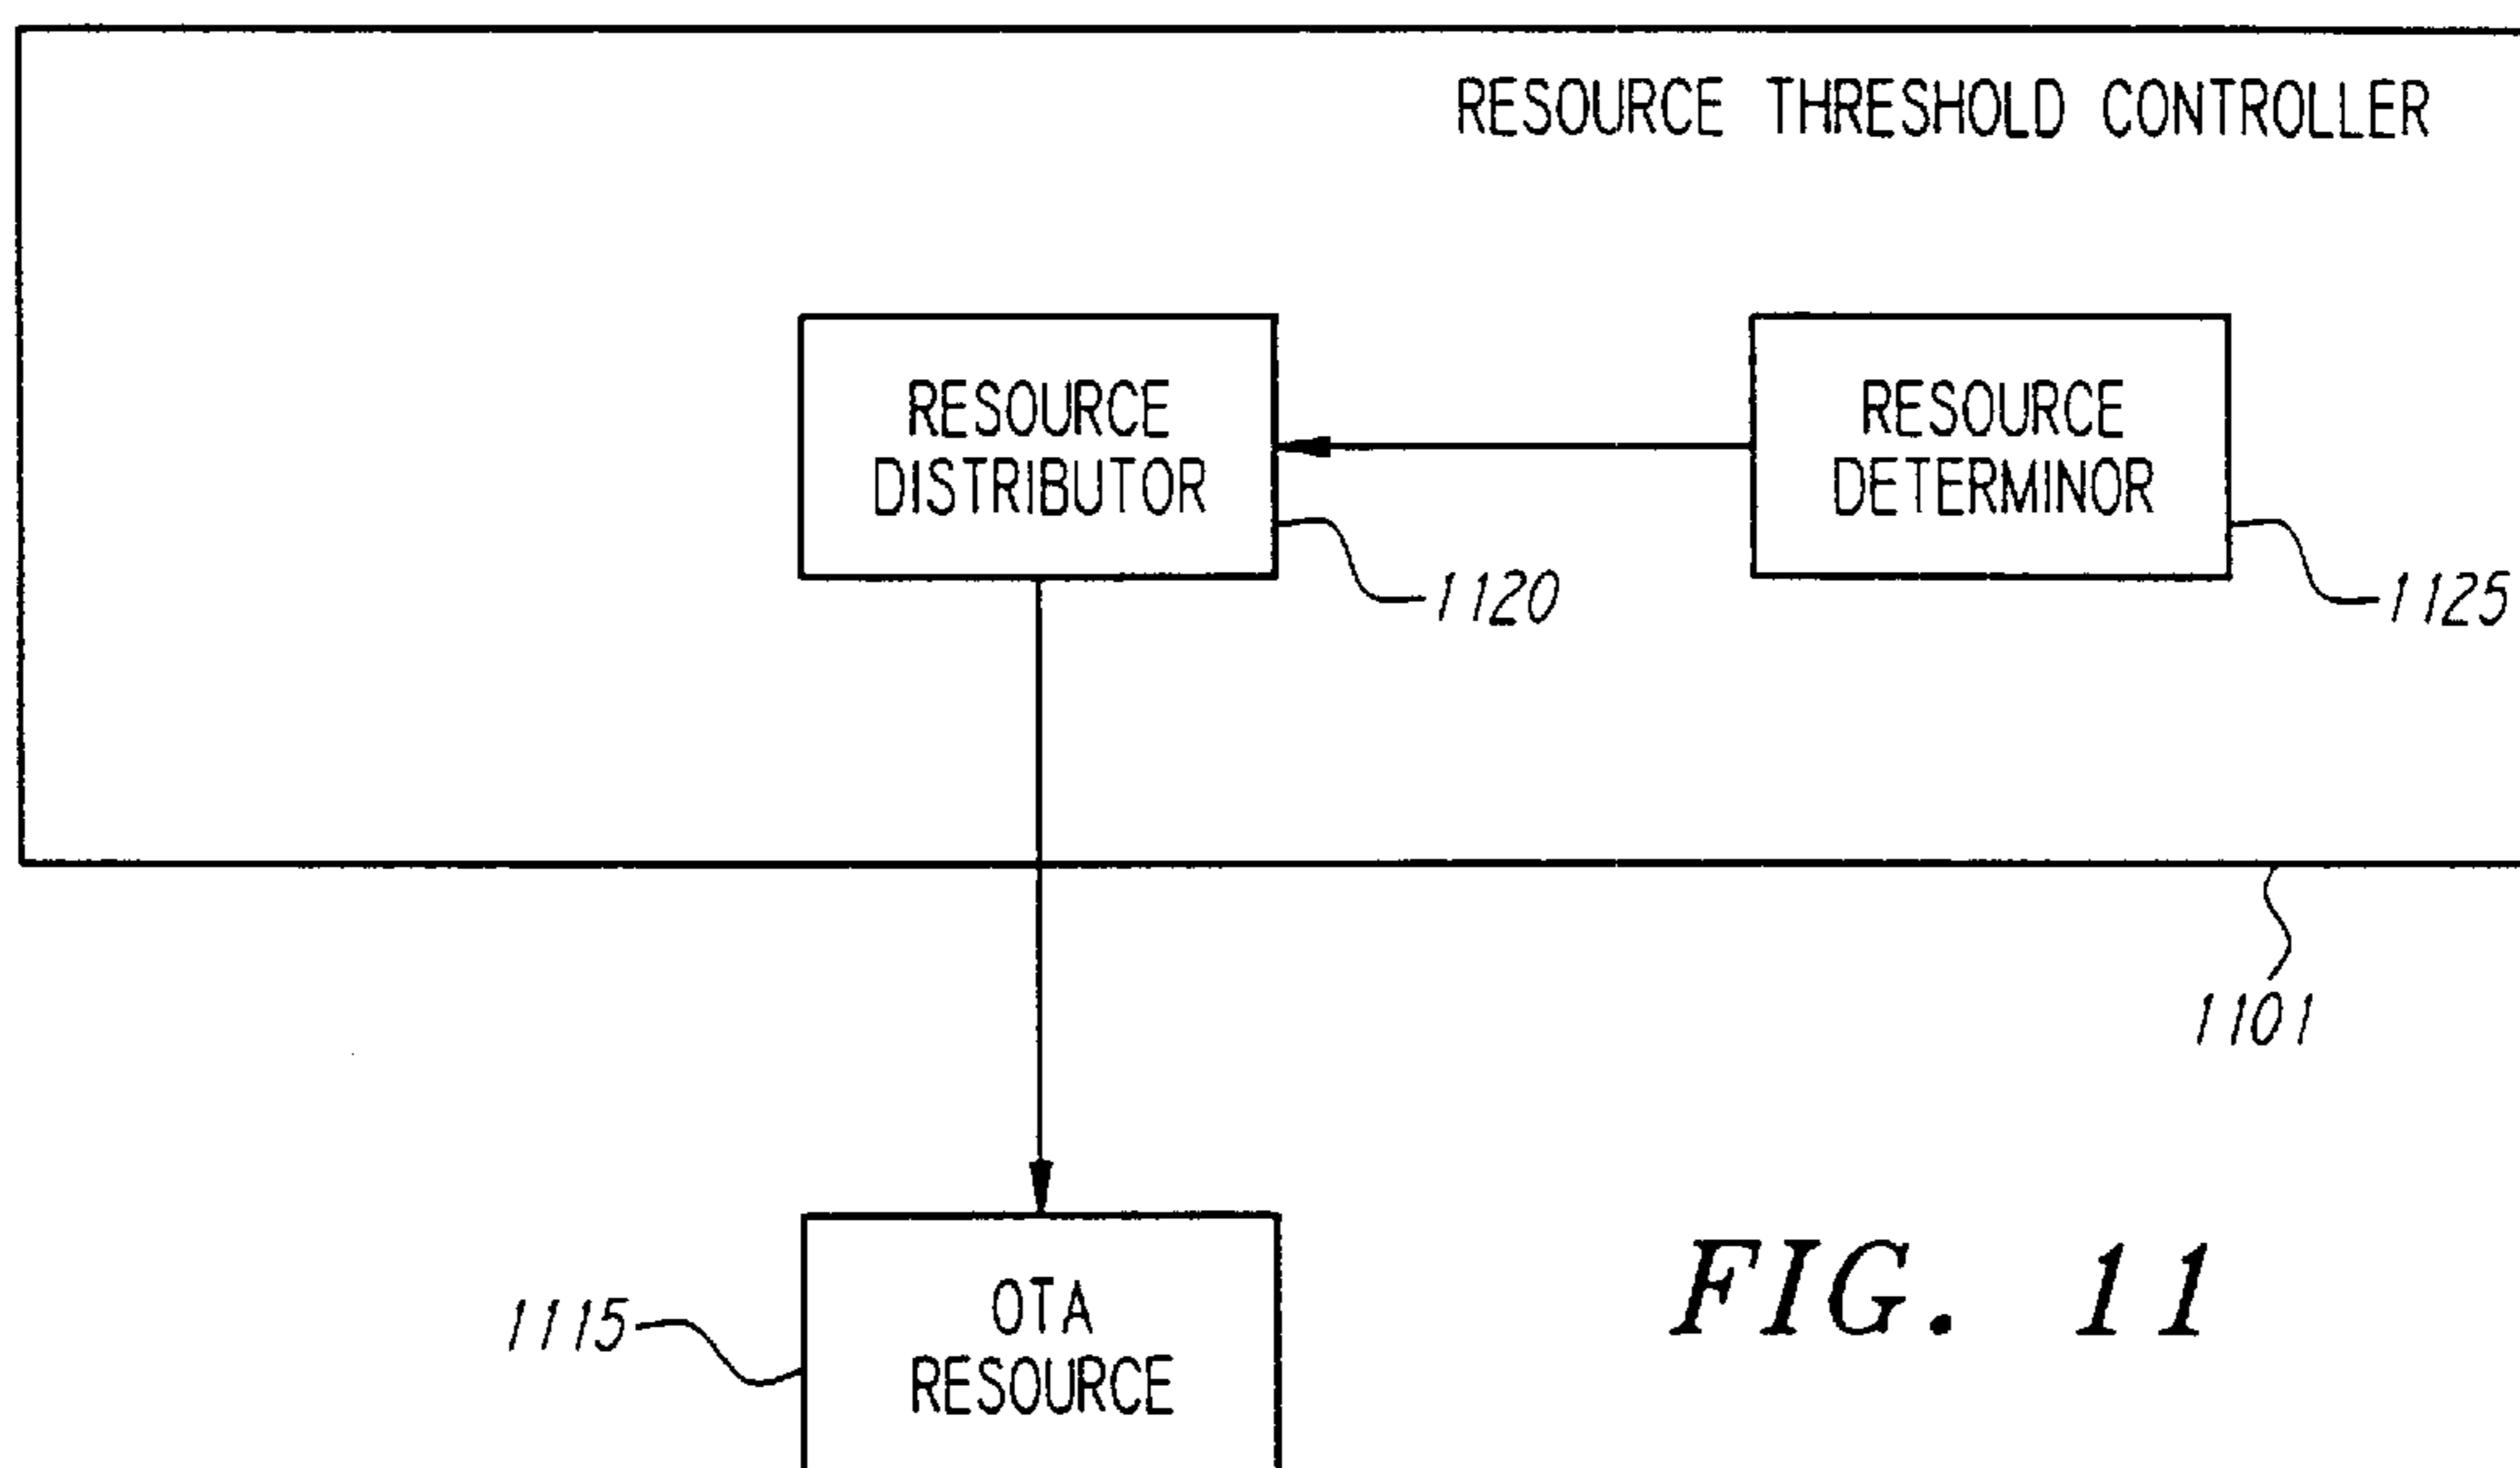 RESOURCE THRESHOLD CONTROLLER
RESOURCE
DISTRIBUTOR
RESOURCE
DETERMINOR
1120
1125
1101
OTA
RESOURCE
1115
FIG. 11